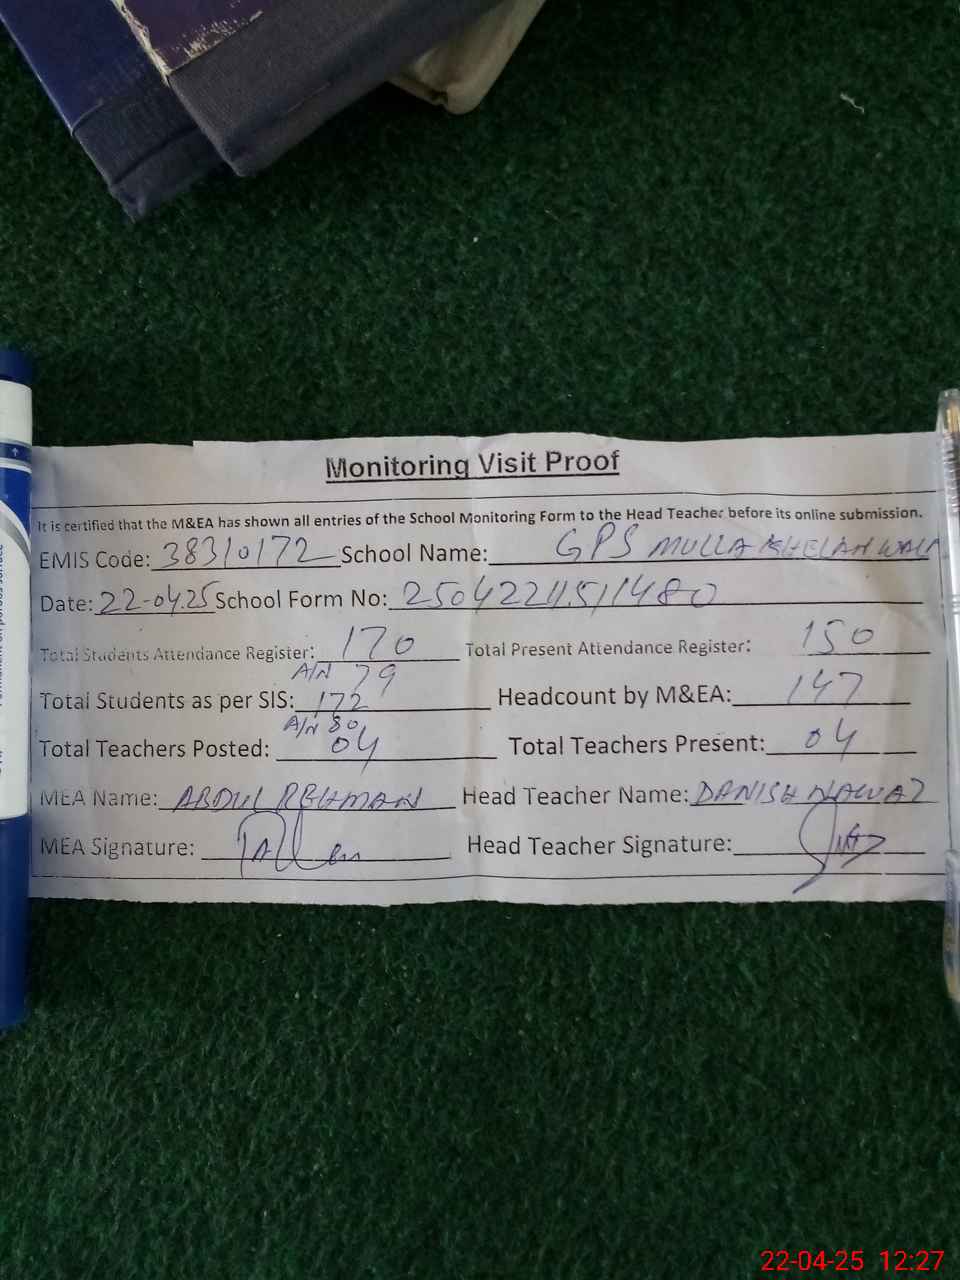 Monitoring Visit Proof
It is certified that the M&EA has shown all entries of the School Monitoring Form to the Head Teacher before its online submission.
EMIS Code: 38310172 School Name: GPS MULLA KHELAN WALA
Date: 22-04.25 School Form No: 
Total Students Attendance Register: 170 Total Present Attendance Register: 150
A/N 79
Total Students as per SIS: 172 Headcount by M&EA: 147
A/N 80
Total Teachers Posted: 04 Total Teachers Present: 04
MEA Name: ABDUL REHMAN Head Teacher Name: DANISH NAWAZ
MEA Signature: Head Teacher Signature:
22-04-25 12:27